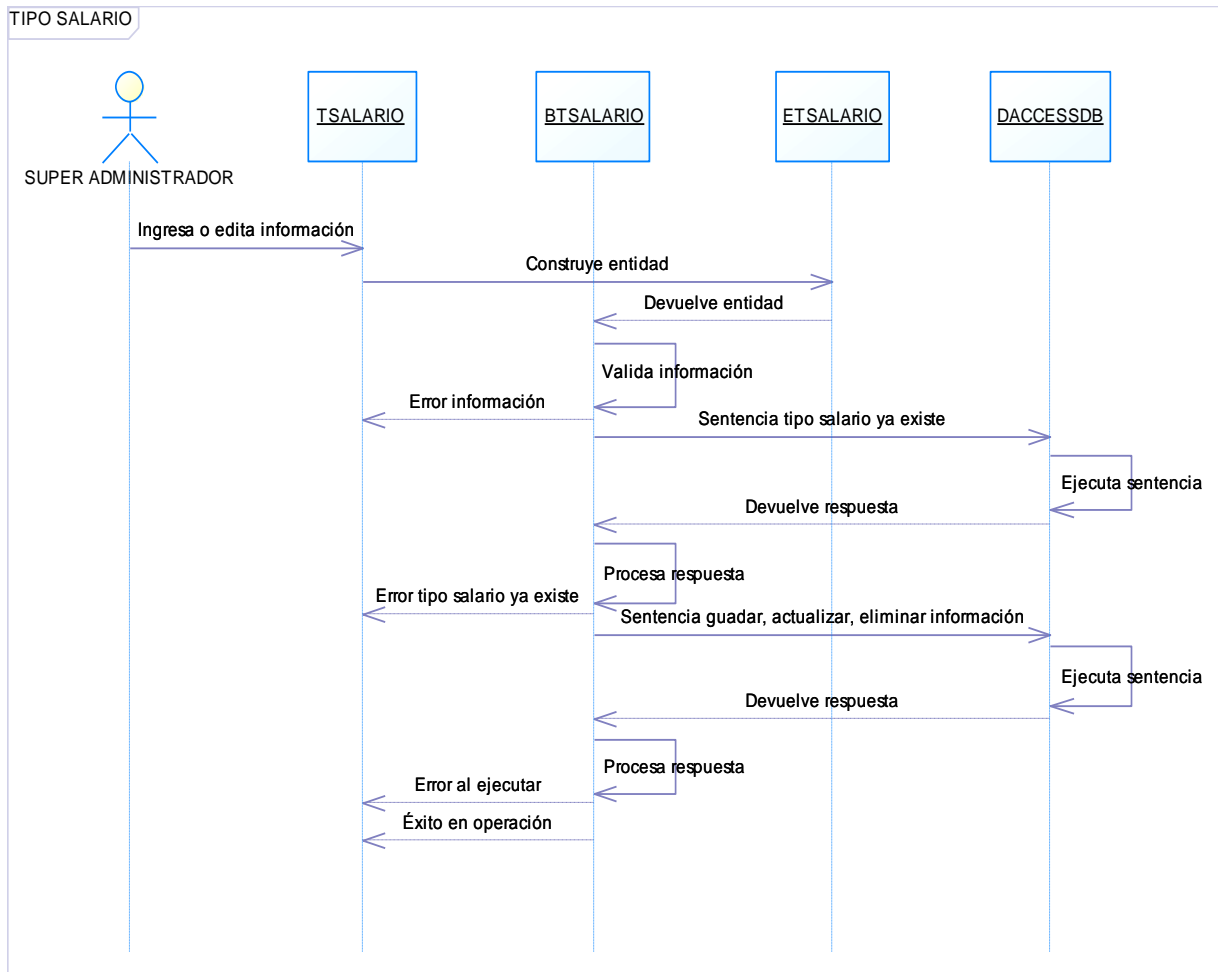 TIPO SALARIO
TSALARIO
BTSALARIO
ETSALARIO
DACCESSDB
SUPER ADMINISTRADOR
Ingresa o edita información
Construye entidad
Devuelve entidad
Valida información
Error información
Sentencia tipo salario ya existe
Ejecuta sentencia
Devuelve respuesta
Procesa respuesta
Error tipo salario ya existe
Sentencia guadar, actualizar, eliminar información
Ejecuta sentencia
Devuelve respuesta
Procesa respuesta
Error al ejecutar
Éxito en operación